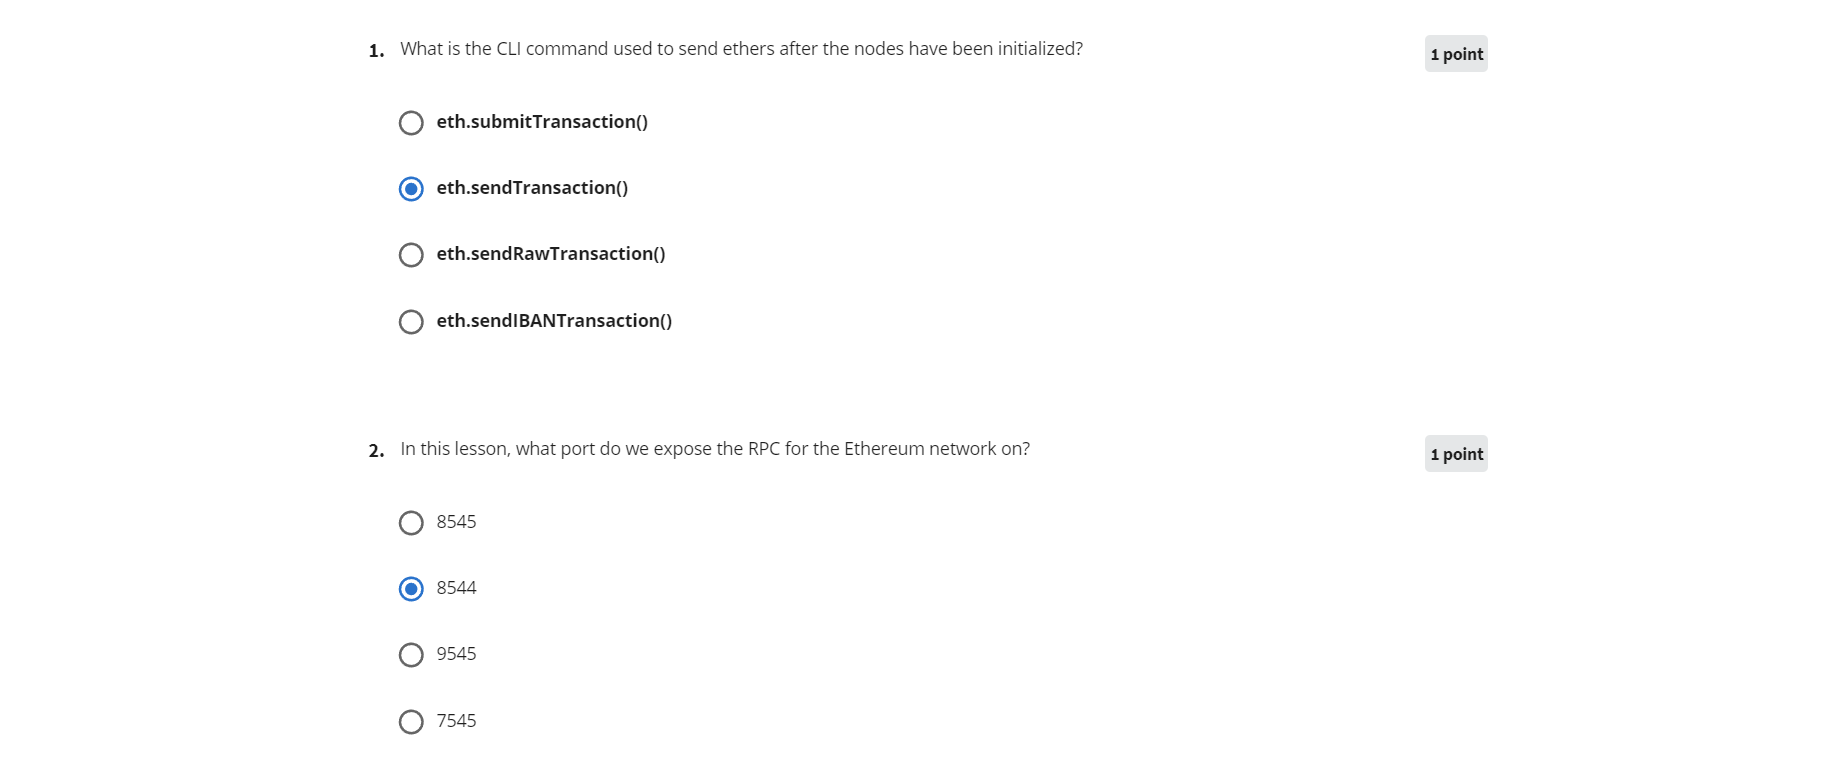 1. What is the CLI command used to send ethers after the nodes have been initialized?
1 point
eth.submitTransaction()
eth.sendTransaction()
eth.sendRawTransaction()
eth.sendIBANTransaction()
2. In this lesson, what port do we expose the RPC for the Ethereum network on?
1 point
8545
8544
9545
7545